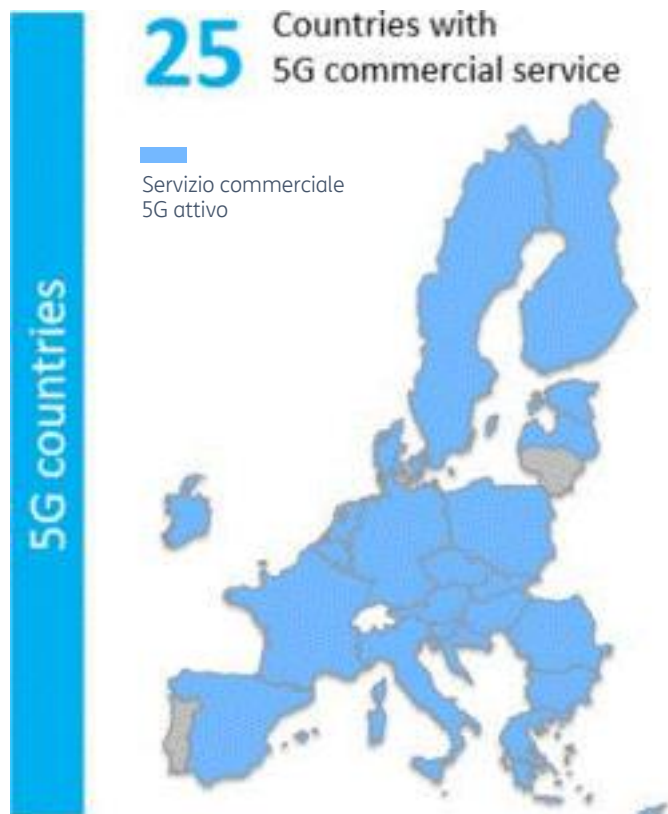 25
Countries with
5G commercial service
Servizio commerciale
5G attivo
5G countries